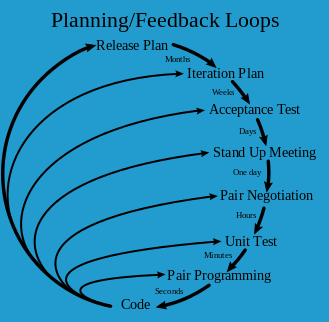 Planning/Feedback Loops
Release Plan
Months
Iteration Plan
Weeks
Acceptance Test
Days
Stand Up Meeting
One day
Pair Negotiation
Hours
Unit Test
Minutes
Pair Programming
Seconds
Code